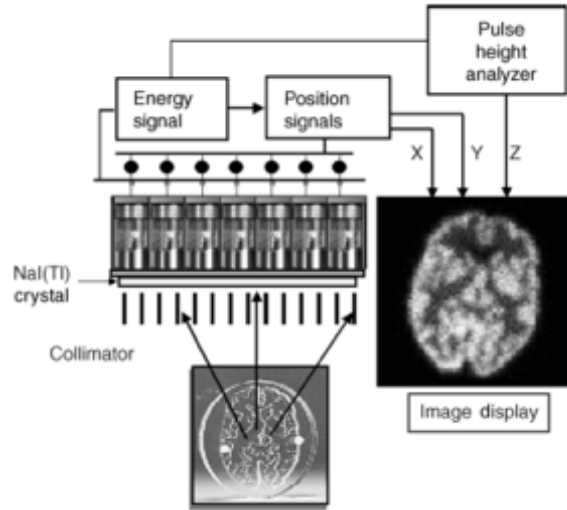 Pulse
height
analyzer
Energy
signal
Position
signals
X
Y
Z
NaI(Tl)
crystal
Collimator
Image display